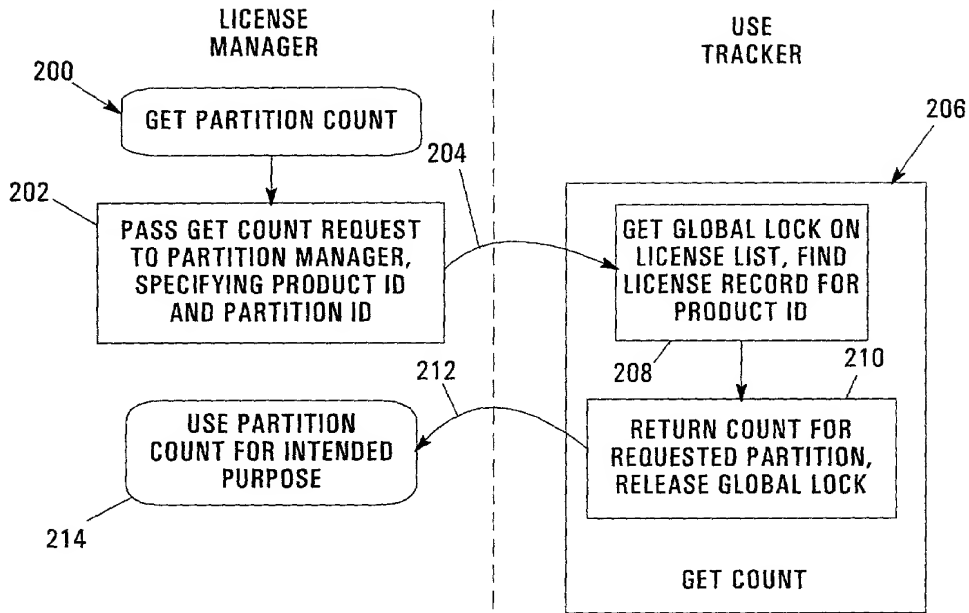 LICENSE
MANAGER
USE
TRACKER
200
GET PARTITION COUNT
206
204
202
PASS GET COUNT REQUEST
TO PARTITION MANAGER,
SPECIFYING PRODUCT ID
AND PARTITION ID
GET GLOBAL LOCK ON
LICENSE LIST, FIND
LICENSE RECORD FOR
PRODUCT ID
208
210
212
USE PARTITION
COUNT FOR INTENDED
PURPOSE
RETURN COUNT FOR
REQUESTED PARTITION,
RELEASE GLOBAL LOCK
214
GET COUNT